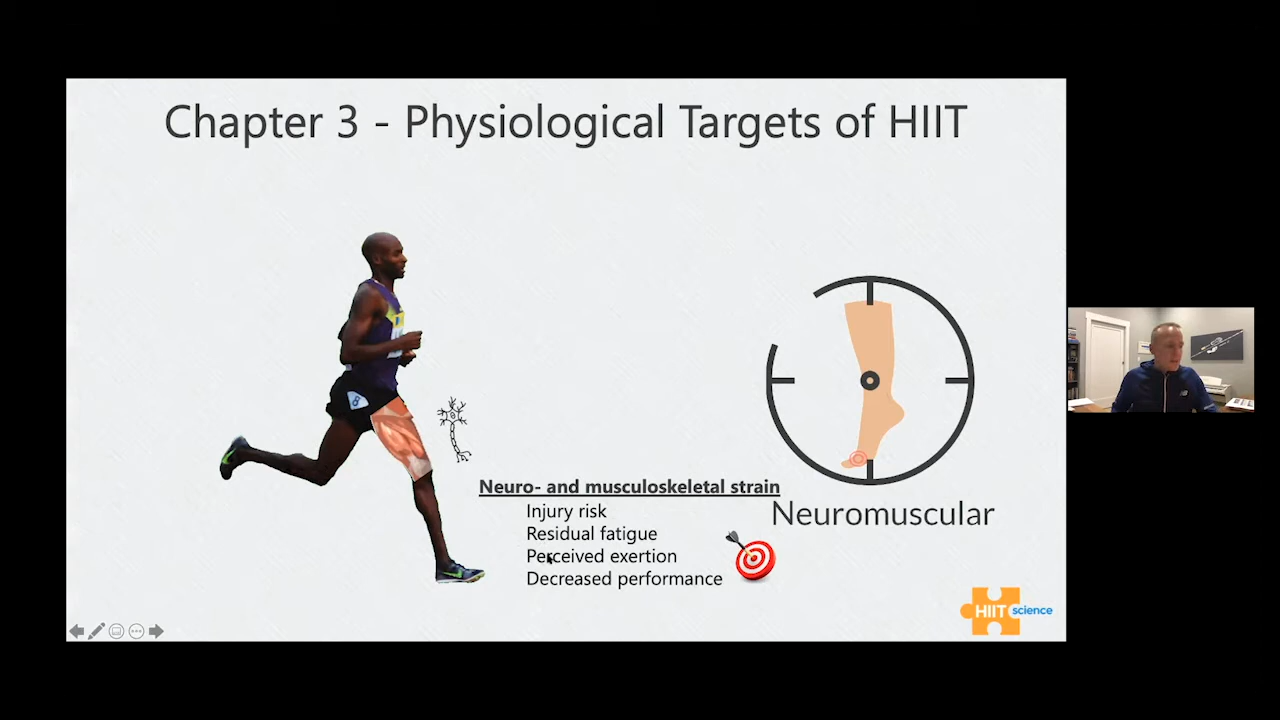 Chapter 3 - Physiological Targets of HIIT
Neuro- and musculoskeletal strain
Injury risk
Residual fatigue
Perceived exertion
Decreased performance
Neuromuscular
HIIT science